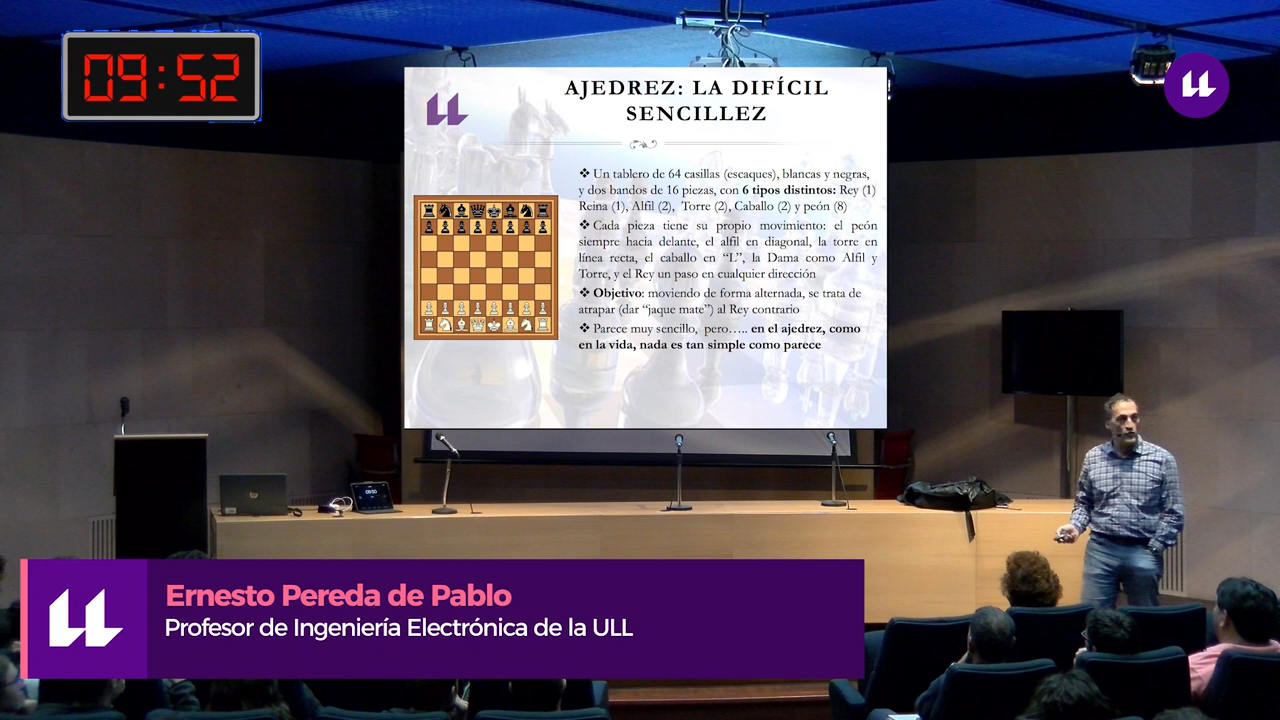 09:52
AJEDREZ: LA DIFÍCIL
SENCILLEZ
❖ Un tablero de 64 casillas (escaques), blancas y negras,
y dos bandos de 16 piezas, con 6 tipos distintos: Rey (1)
Reina (1), Alfil (2), Torre (2), Caballo (2) y peón (8)
❖ Cada pieza tiene su propio movimiento: el peón
siempre hacia delante, el alfil en diagonal, la torre en
línea recta, el caballo en “L”, la Dama como Alfil y
Torre, y el Rey un paso en cualquier dirección
❖ Objetivo: moviendo de forma alternada, se trata de
atrapar (dar “jaque mate”) al Rey contrario
❖ Parece muy sencillo, pero….. en el ajedrez, como
en la vida, nada es tan simple como parece
Ernesto Pereda de Pablo
Profesor de Ingeniería Electrónica de la ULL